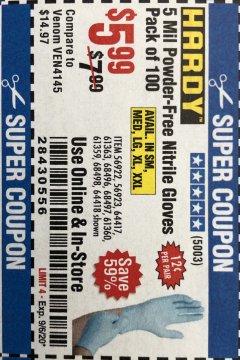 SUPER COUPON
HARDY™
(5003)
5 Mil Powder-Free Nitrile Gloves
Pack of 100
AVAIL. IN SM,
MED, LG, XL, XXL
12¢
PER PAIR
$5.99
$7.99
Compare to
Venom VEN4145
$14.97
Save
59%
ITEM 56922, 56923, 64417,
61363, 68496, 68497, 61360,
61359, 68498, 64418 shown
Use Online & In-Store
28439556
LIMIT 4 - Exp. 9/6/20*
SUPER COUPON